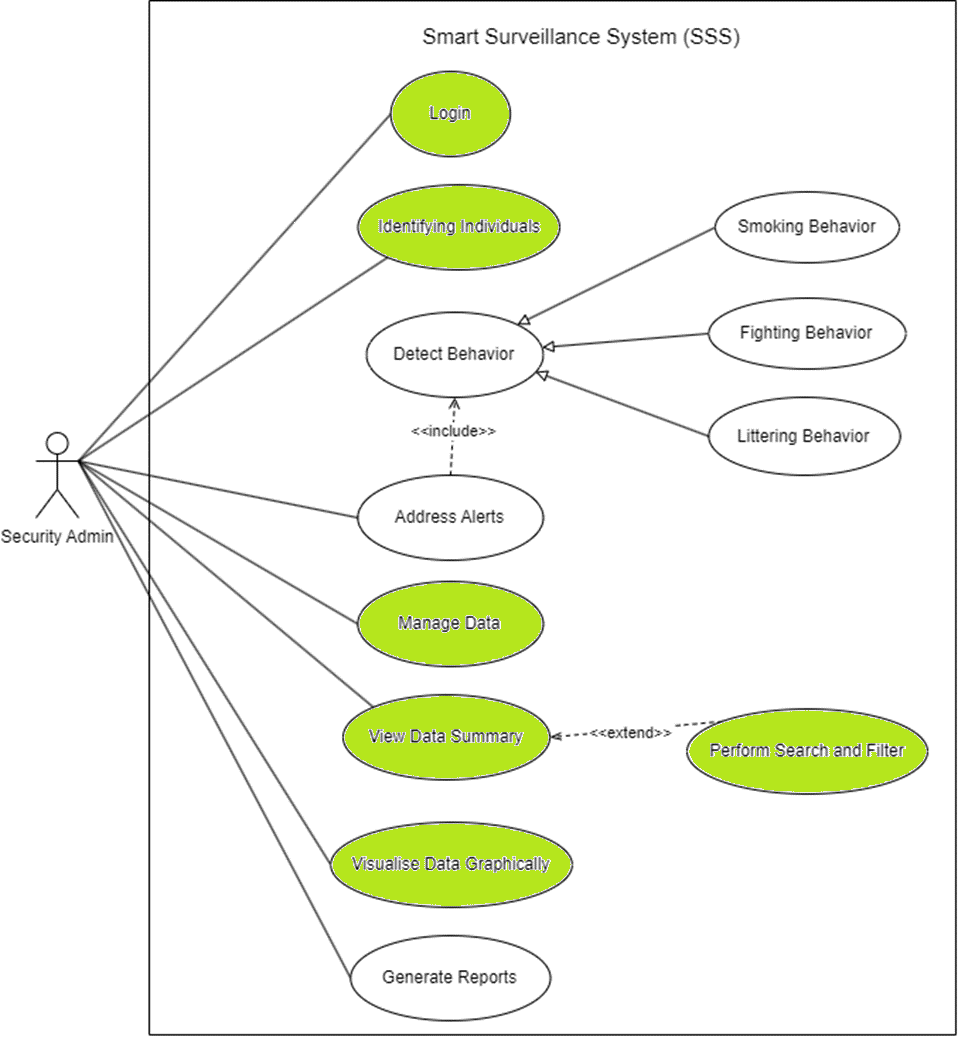 Smart Surveillance System (SSS)
Login
Identifying Individuals
Smoking Behavior
Detect Behavior
Fighting Behavior
<<include>>
Littering Behavior
Address Alerts
Security Admin
Manage Data
View Data Summary
<<extend>>
Perform Search and Filter
Visualise Data Graphically
Generate Reports